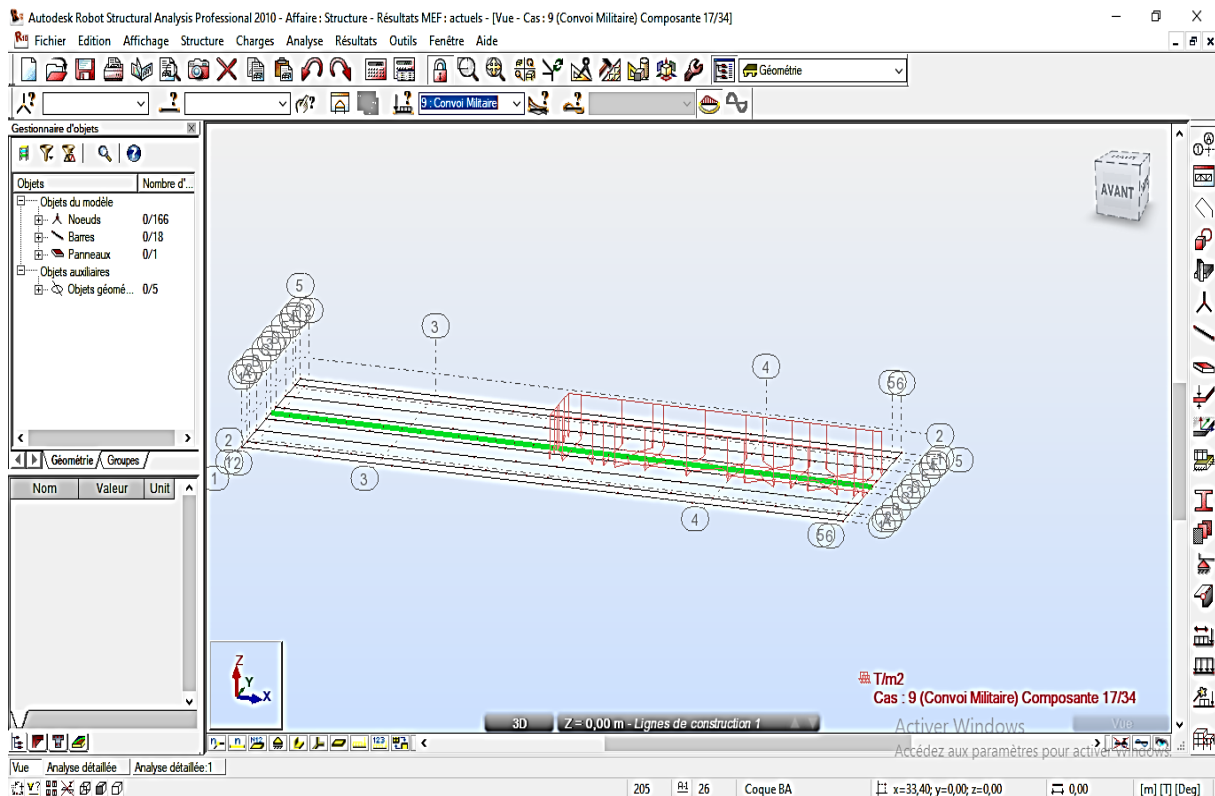 Autodesk Robot Structural Analysis Professional 2010 - Affaire : Structure - Résultats MEF : actuels - [Vue - Cas : 9 (Convoi Militaire) Composante 17/34]
Fichier Edition Affichage Structure Charges Analyse Résultats Outils Fenêtre Aide
Géométrie
9 : Convoi Militaire
Gestionnaire d'objets
Objets Nombre d'...
Objets du modèle
Noeuds 0/166
Barres 0/18
Panneaux 0/1
Objets auxiliaires
Objets géomé... 0/5
Géométrie Groupes
Nom Valeur Unit
AVANT
5
3
4
2
5
2
1
3
4
Z
Y
X
T/m2
Cas : 9 (Convoi Militaire) Composante 17/34
3D Z = 0,00 m - Lignes de construction 1
Vue
Activer Windows
Accédez aux paramètres pour activer Windows.
Vue Analyse détaillée Analyse détaillée:1
205 26 Coque BA x=33,40; y=0,00; z=0,00 0,00 [m] [T] [Deg]